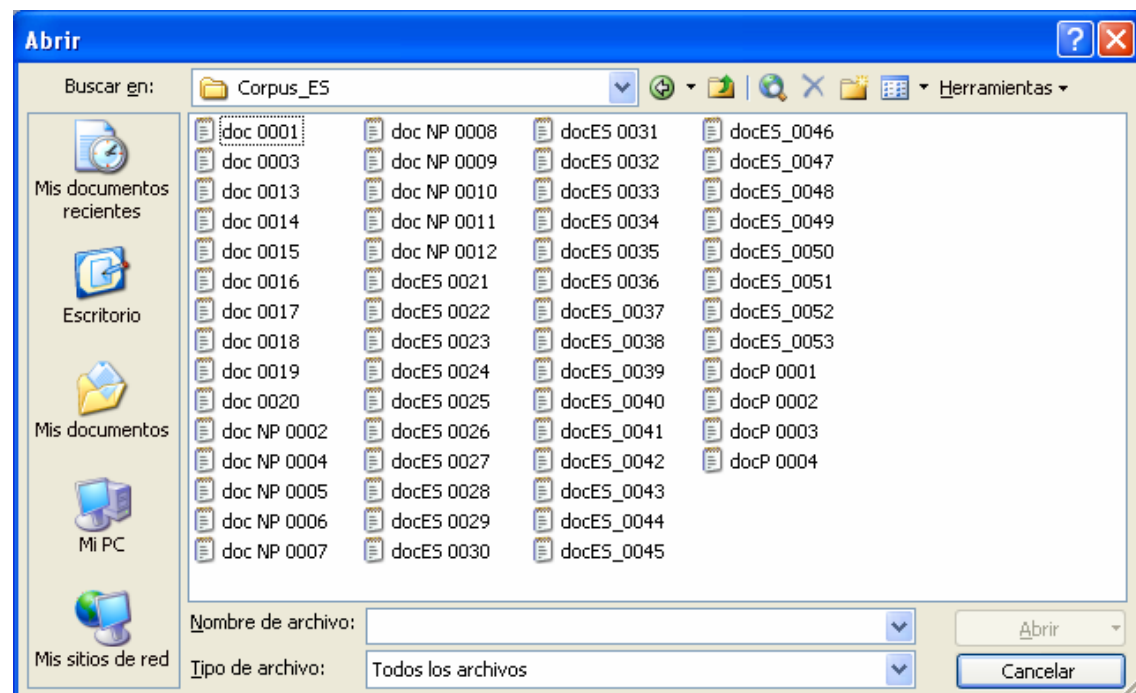 Abrir
Buscar en:
Corpus_ES
Herramientas
Mis documentos
recientes
Escritorio
Mis documentos
Mi PC
Mis sitios de red
doc 0001
doc 0003
doc 0013
doc 0014
doc 0015
doc 0016
doc 0017
doc 0018
doc 0019
doc 0020
doc NP 0002
doc NP 0004
doc NP 0005
doc NP 0006
doc NP 0007
doc NP 0008
doc NP 0009
doc NP 0010
doc NP 0011
doc NP 0012
docES 0021
docES 0022
docES 0023
docES 0024
docES 0025
docES 0026
docES 0027
docES 0028
docES 0029
docES 0030
docES 0031
docES 0032
docES 0033
docES 0034
docES 0035
docES 0036
docES_0037
docES_0038
docES_0039
docES_0040
docES_0041
docES_0042
docES_0043
docES_0044
docES_0045
docES_0046
docES_0047
docES_0048
docES_0049
docES_0050
docES_0051
docES_0052
docES_0053
docP 0001
docP 0002
docP 0003
docP 0004
Nombre de archivo:
Abrir
Tipo de archivo:
Todos los archivos
Cancelar